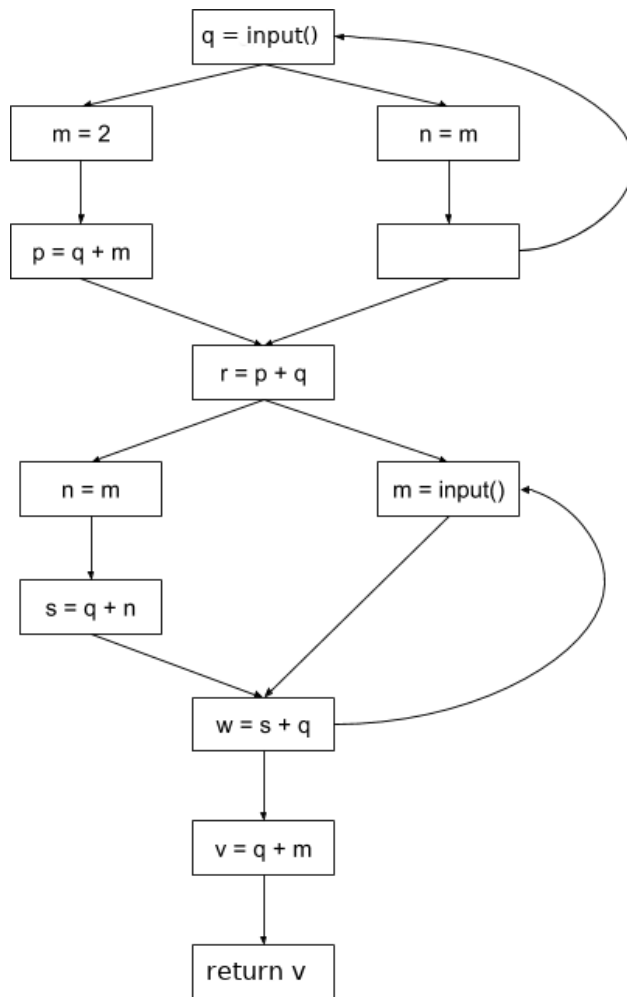 q = input()
m = 2
n = m
p = q + m
r = p + q
n = m
m = input()
s = q + n
w = s + q
v = q + m
return v